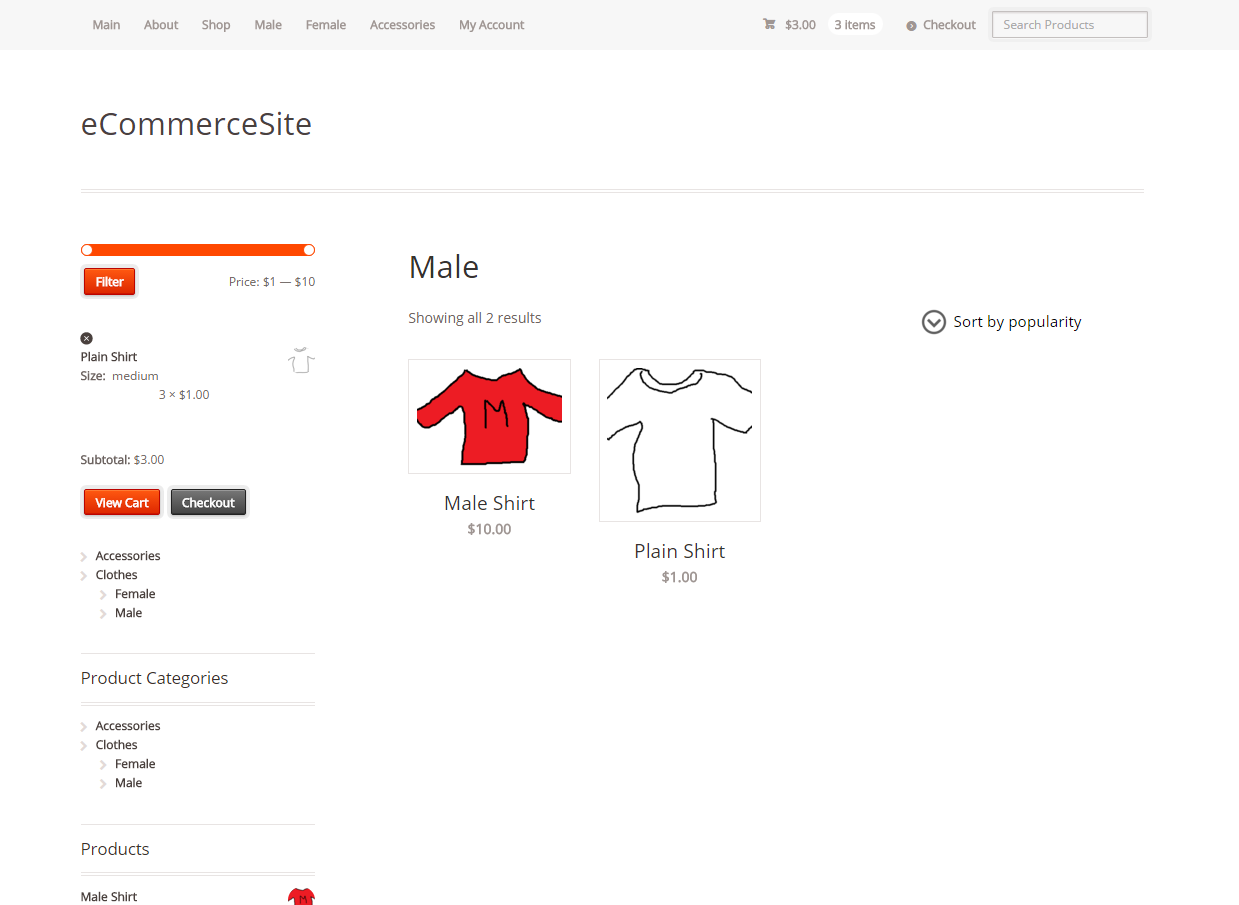 Main About Shop Male Female Accessories My Account $3.00 3 items Checkout Search Products
eCommerceSite
Filter Price: $1 — $10
Plain Shirt
Size: medium
3 × $1.00
Subtotal: $3.00
View Cart Checkout
Accessories
Clothes
Female
Male
Product Categories
Accessories
Clothes
Female
Male
Products
Male Shirt
M
Male
Showing all 2 results
Sort by popularity
M
Male Shirt
$10.00
Plain Shirt
$1.00